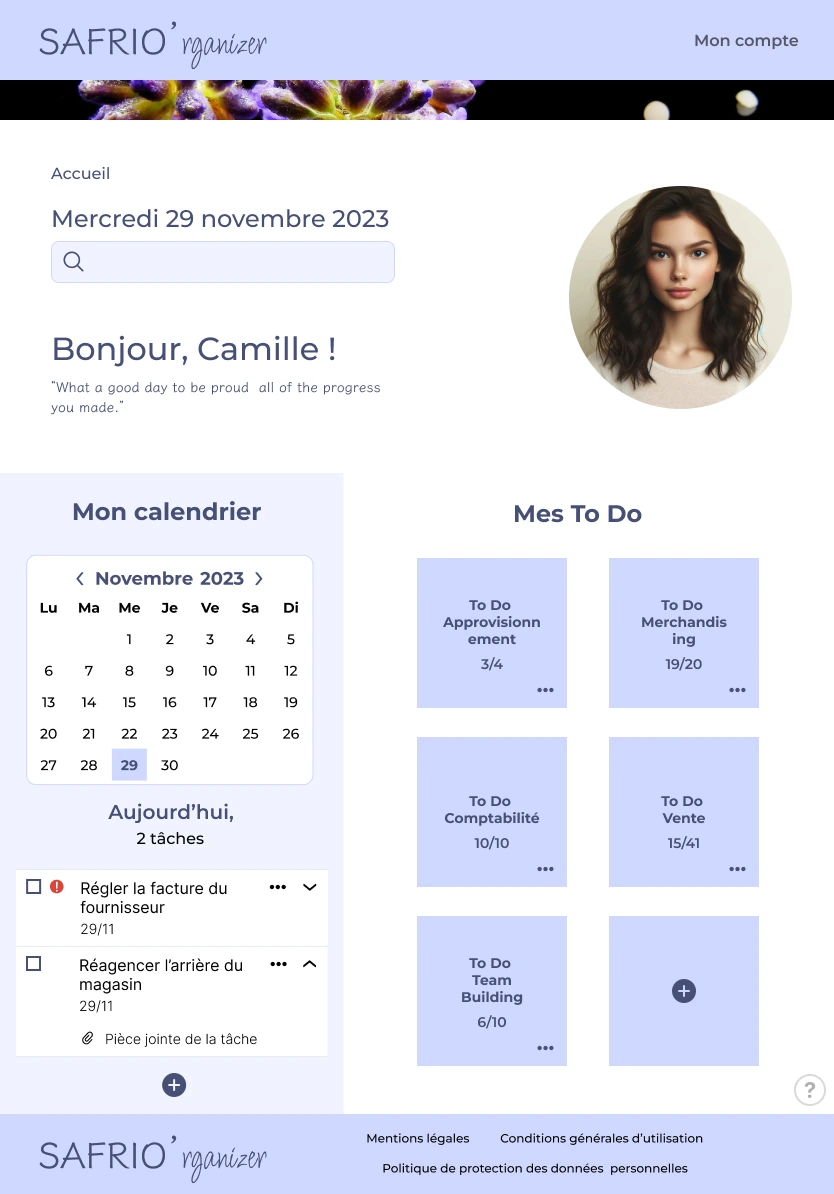 SAFRIO'rganizer
Mon compte
Accueil
Mercredi 29 novembre 2023
Bonjour, Camille !
“What a good day to be proud  all of the progress
you made.”
Mon calendrier
Novembre 2023
Lu Ma Me Je Ve Sa Di
1 2 3 4 5
6 7 8 9 10 11 12
13 14 15 16 17 18 19
20 21 22 23 24 25 26
27 28 29 30
Aujourd’hui,
2 tâches
Régler la facture du
fournisseur
29/11
Réagencer l’arrière du
magasin
29/11
Pièce jointe de la tâche
Mes To Do
To Do
Approvisionn
ement
3/4
To Do
Merchandis
ing
19/20
To Do
Comptabilité
10/10
To Do
Vente
15/41
To Do
Team
Building
6/10
?
SAFRIO'rganizer
Mentions légales
Conditions générales d’utilisation
Politique de protection des données  personnelles